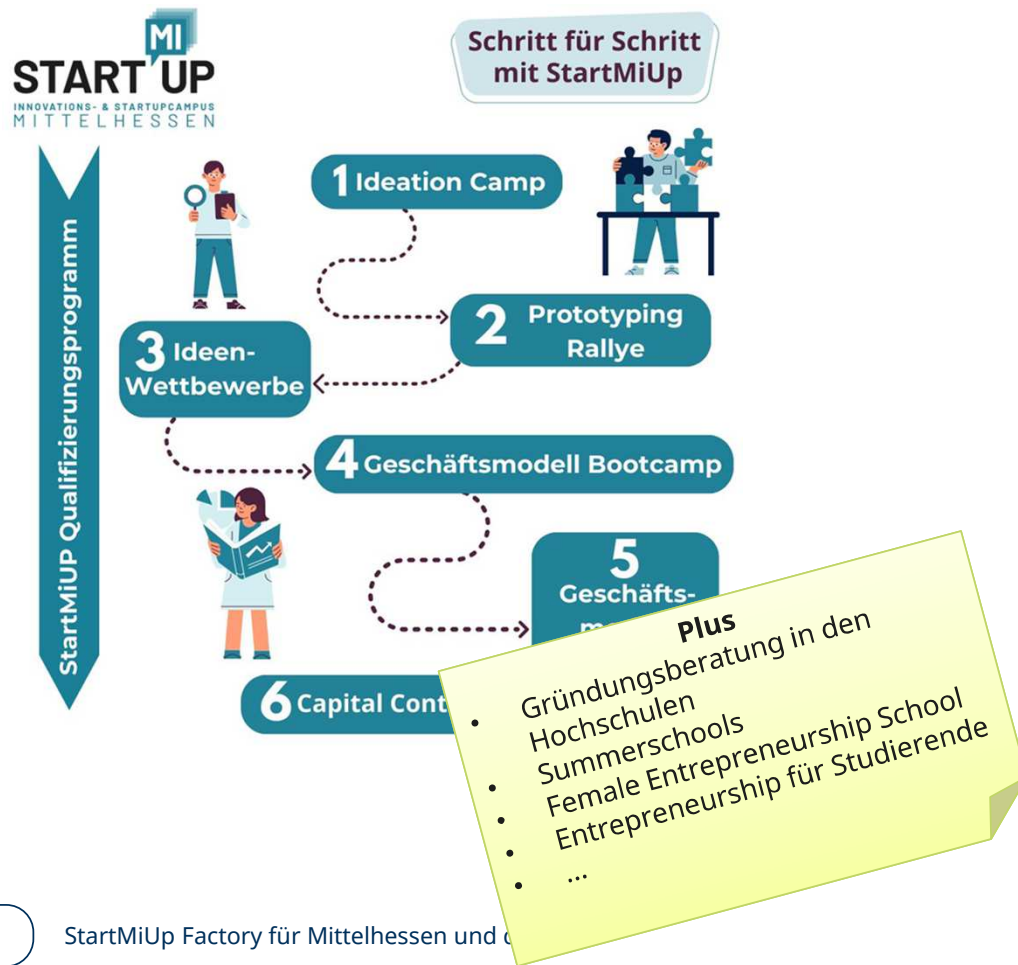 MI
START UP
INNOVATIONS- & STARTUPCAMPUS
MITTELHESSEN
Schritt für Schritt
mit StartMiUp
StartMiUP Qualifizierungsprogramm
1 Ideation Camp
2 Prototyping
Rallye
3 Ideen-
Wettbewerbe
4 Geschäftsmodell Bootcamp
5
Geschäfts-
6 Capital
Plus
• Gründungsberatung in den
Hochschulen
• Summerschools
• Female Entrepreneurship School
• Entrepreneurship für Studierende
• ...
StartMiUp Factory für Mittelhessen und